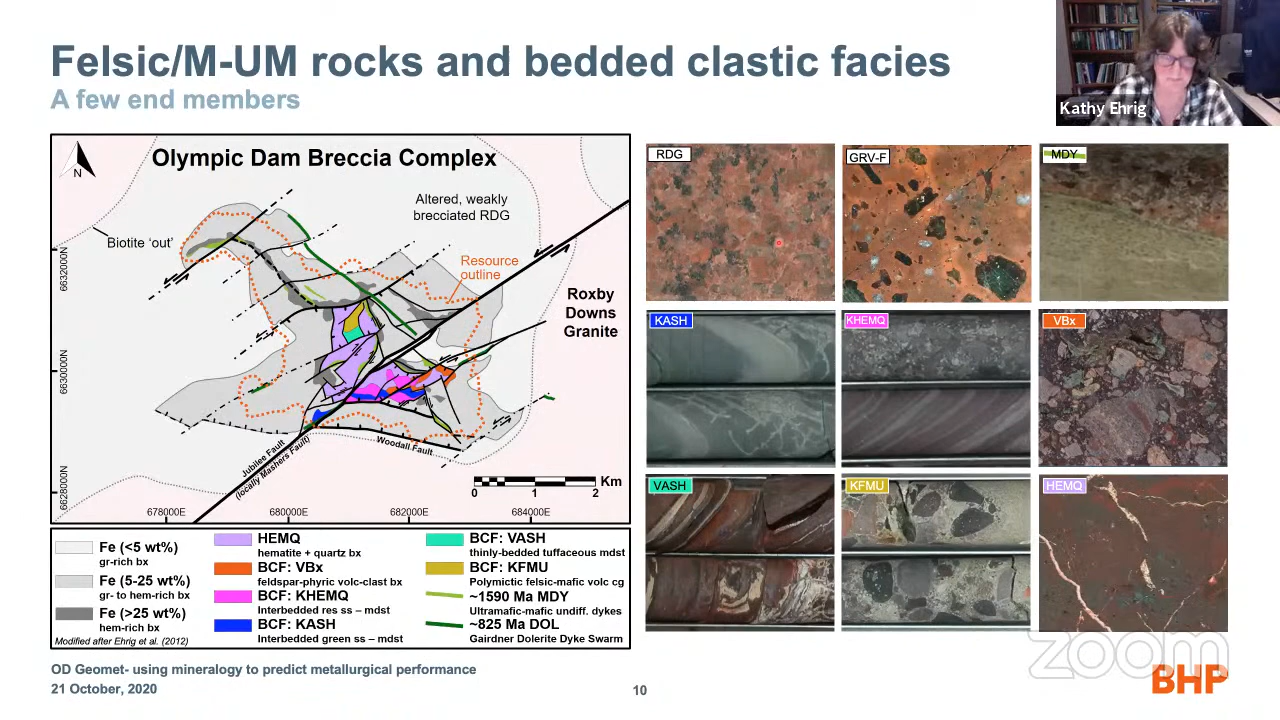 Felsic/M-UM rocks and bedded clastic facies
A few end members
Kathy Ehrig
Olympic Dam Breccia Complex
N
Altered, weakly
brecciated RDG
Biotite ‘out’
Resource
outline
Roxby
Downs
Granite
6632000N
6630000N
6628000N
Jubilee Fault
(locally Mashers Fault)
Woodall Fault
0 1 2 Km
678000E 680000E 682000E 684000E
Fe (<5 wt%)
gr-rich bx
Fe (5-25 wt%)
gr- to hem-rich bx
Fe (>25 wt%)
hem-rich bx
Modified after Ehrig et al. (2012)
HEMQ
hematite + quartz bx
BCF: VBx
feldspar-phyric volc-clast bx
BCF: KHEMQ
Interbedded res ss – mdst
BCF: KASH
Interbedded green ss – mdst
BCF: VASH
thinly-bedded tuffaceous mdst
BCF: KFMU
Polymictic felsic-mafic volc cg
~1590 Ma MDY
Ultramafic-mafic undiff. dykes
~825 Ma DOL
Gairdner Dolerite Dyke Swarm
RDG
GRV-F
MDY
KASH
KHEMQ
VBx
VASH
KFMU
HEMQ
OD Geomet- using mineralogy to predict metallurgical performance
21 October, 2020
10
zoom
BHP